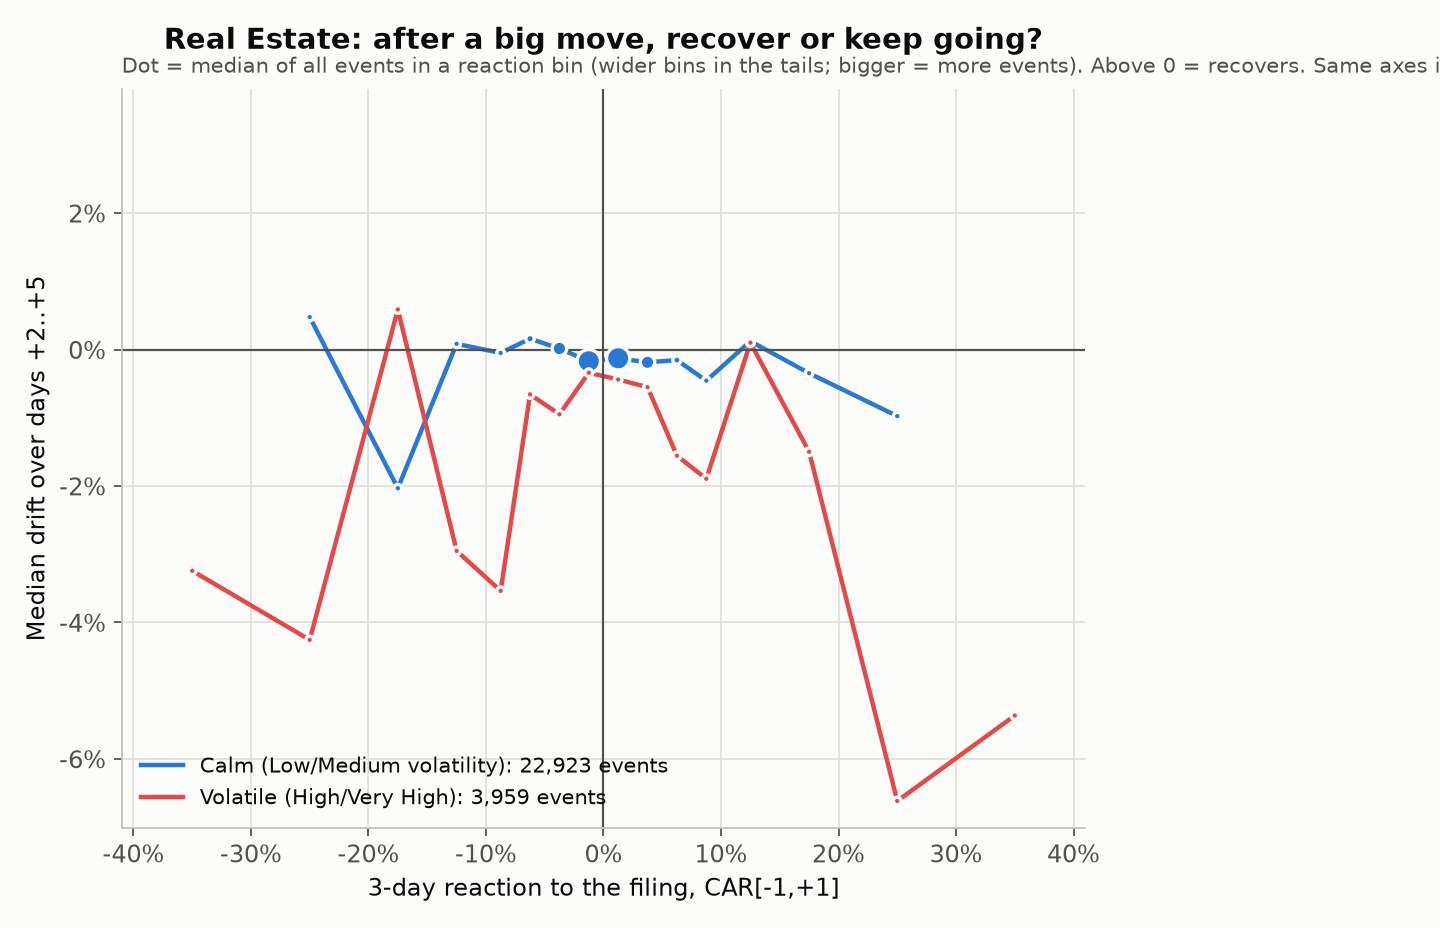 Real Estate: after a big move, recover or keep going?
Dot = median of all events in a reaction bin (wider bins in the tails; bigger = more events). Above 0 = recovers. Same axes i
2%
0%
-2%
-4%
-6%
Median drift over days +2..+5
Calm (Low/Medium volatility): 22,923 events
Volatile (High/Very High): 3,959 events
-40% -30% -20% -10% 0% 10% 20% 30% 40%
3-day reaction to the filing, CAR[-1,+1]